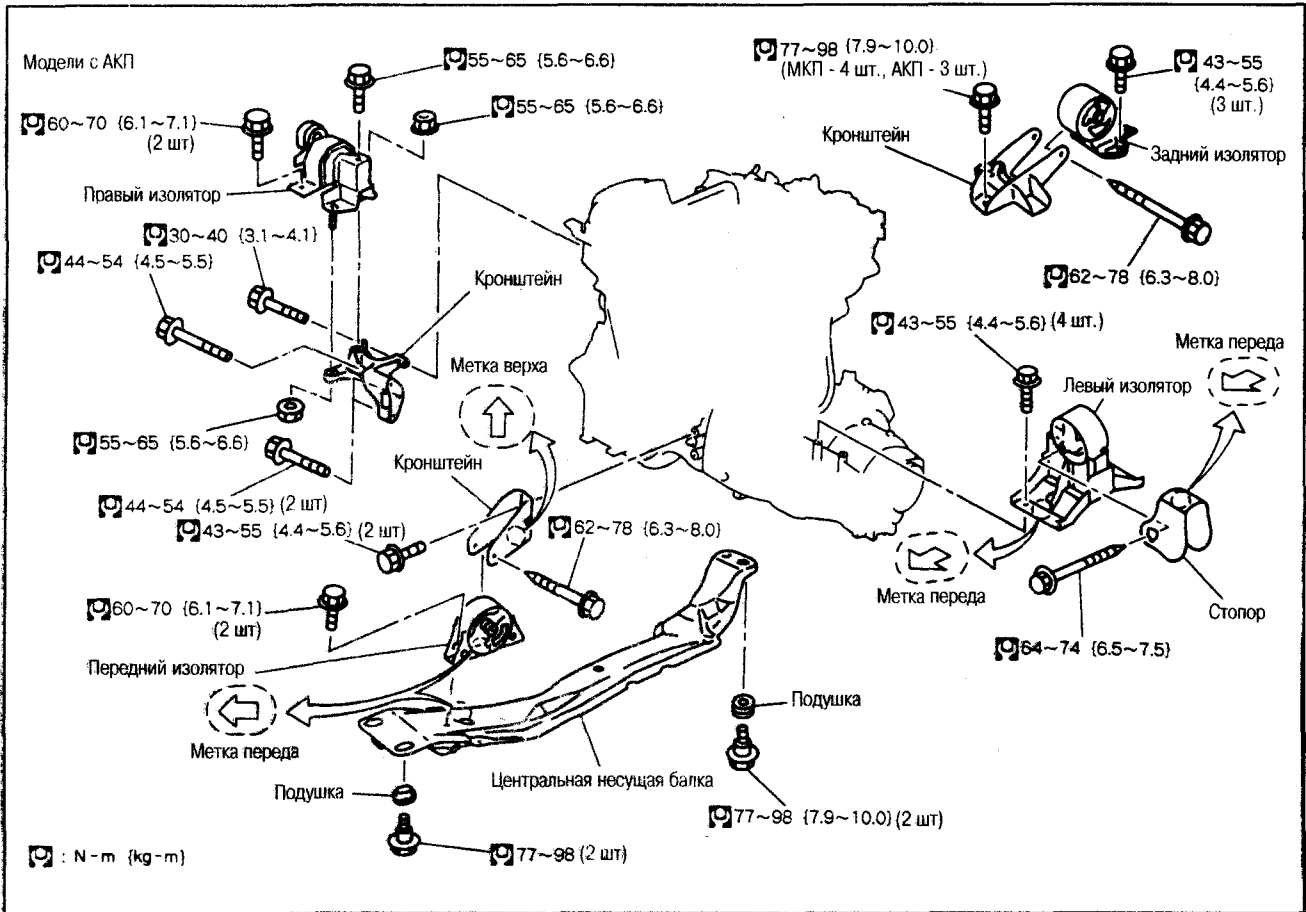 Модели с АКП
55~65 {5.6~6.6}
55~65 {5.6~6.6}
60~70 {6.1~7.1}
(2 шт)
Правый изолятор
30~40 {3.1~4.1}
44~54 {4.5~5.5}
Кронштейн
55~65 {5.6~6.6}
44~54 {4.5~5.5} (2 шт)
77~98 {7.9~10.0}
(МКП - 4 шт., АКП - 3 шт.)
43~55
{4.4~5.6}
(3 шт.)
Кронштейн
Задний изолятор
62~78 {6.3~8.0}
43~55 {4.4~5.6} (4 шт.)
Метка переда
Левый изолятор
Метка переда
Стопор
64~74 {6.5~7.5}
Метка верха
Кронштейн
43~55 {4.4~5.6} (2 шт)
62~78 {6.3~8.0}
60~70 {6.1~7.1}
(2 шт)
Передний изолятор
Метка переда
Подушка
Центральная несущая балка
Подушка
77~98 {7.9~10.0} (2 шт)
77~98 (2 шт)
: N-m {kg-m}